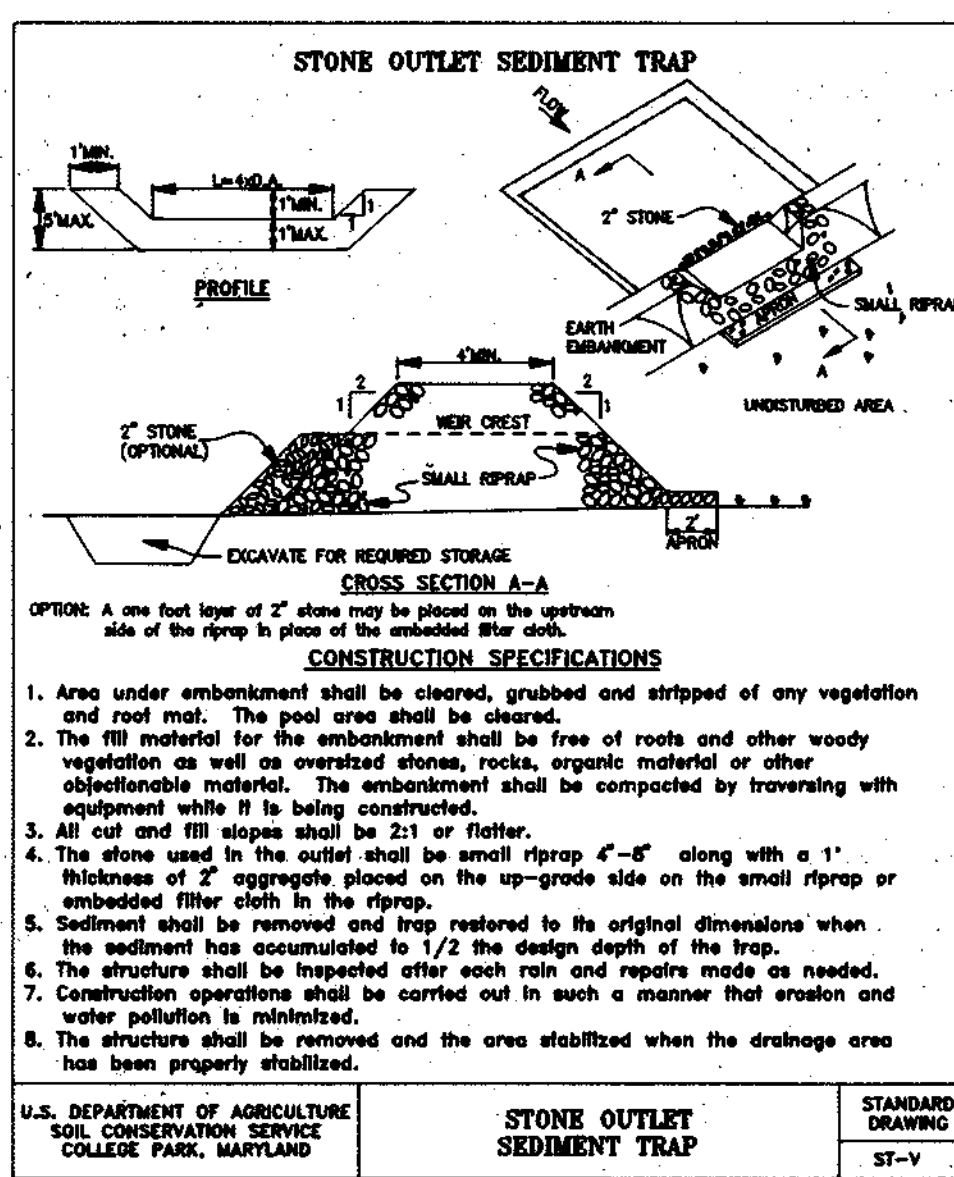 STONE OUTLET SEDIMENT TRAP
FLOW
1' MIN.
L=4xD.A.
1' MIN.
1
1
5' MAX.
1' MAX.
PROFILE
A
2" STONE
SMALL RIPRAP
APRON
EARTH
EMBANKMENT
A
UNDISTURBED AREA
4' MIN.
2
1
2
1
WEIR CREST
2" STONE
(OPTIONAL)
SMALL RIPRAP
2'
APRON
EXCAVATE FOR REQUIRED STORAGE
CROSS SECTION A-A
OPTION: A one foot layer of 2" stone may be placed on the upstream
side of the riprap in place of the embedded filter cloth.
CONSTRUCTION SPECIFICATIONS
1. Area under embankment shall be cleared, grubbed and stripped of any vegetation
and root mat. The pool area shall be cleared.
2. The fill material for the embankment shall be free of roots and other woody
vegetation as well as oversized stones, rocks, organic material or other
objectionable material. The embankment shall be compacted by traversing with
equipment while it is being constructed.
3. All cut and fill slopes shall be 2:1 or flatter.
4. The stone used in the outlet shall be small riprap 4"-8" along with a 1'
thickness of 2" aggregate placed on the up-grade side on the small riprap or
embedded filter cloth in the riprap.
5. Sediment shall be removed and trap restored to its original dimensions when
the sediment has accumulated to 1/2 the design depth of the trap.
6. The structure shall be inspected after each rain and repairs made as needed.
7. Construction operations shall be carried out in such a manner that erosion and
water pollution is minimized.
8. The structure shall be removed and the area stabilized when the drainage area
has been properly stabilized.
U.S. DEPARTMENT OF AGRICULTURE
SOIL CONSERVATION SERVICE
COLLEGE PARK, MARYLAND
STONE OUTLET
SEDIMENT TRAP
STANDARD
DRAWING
ST-V